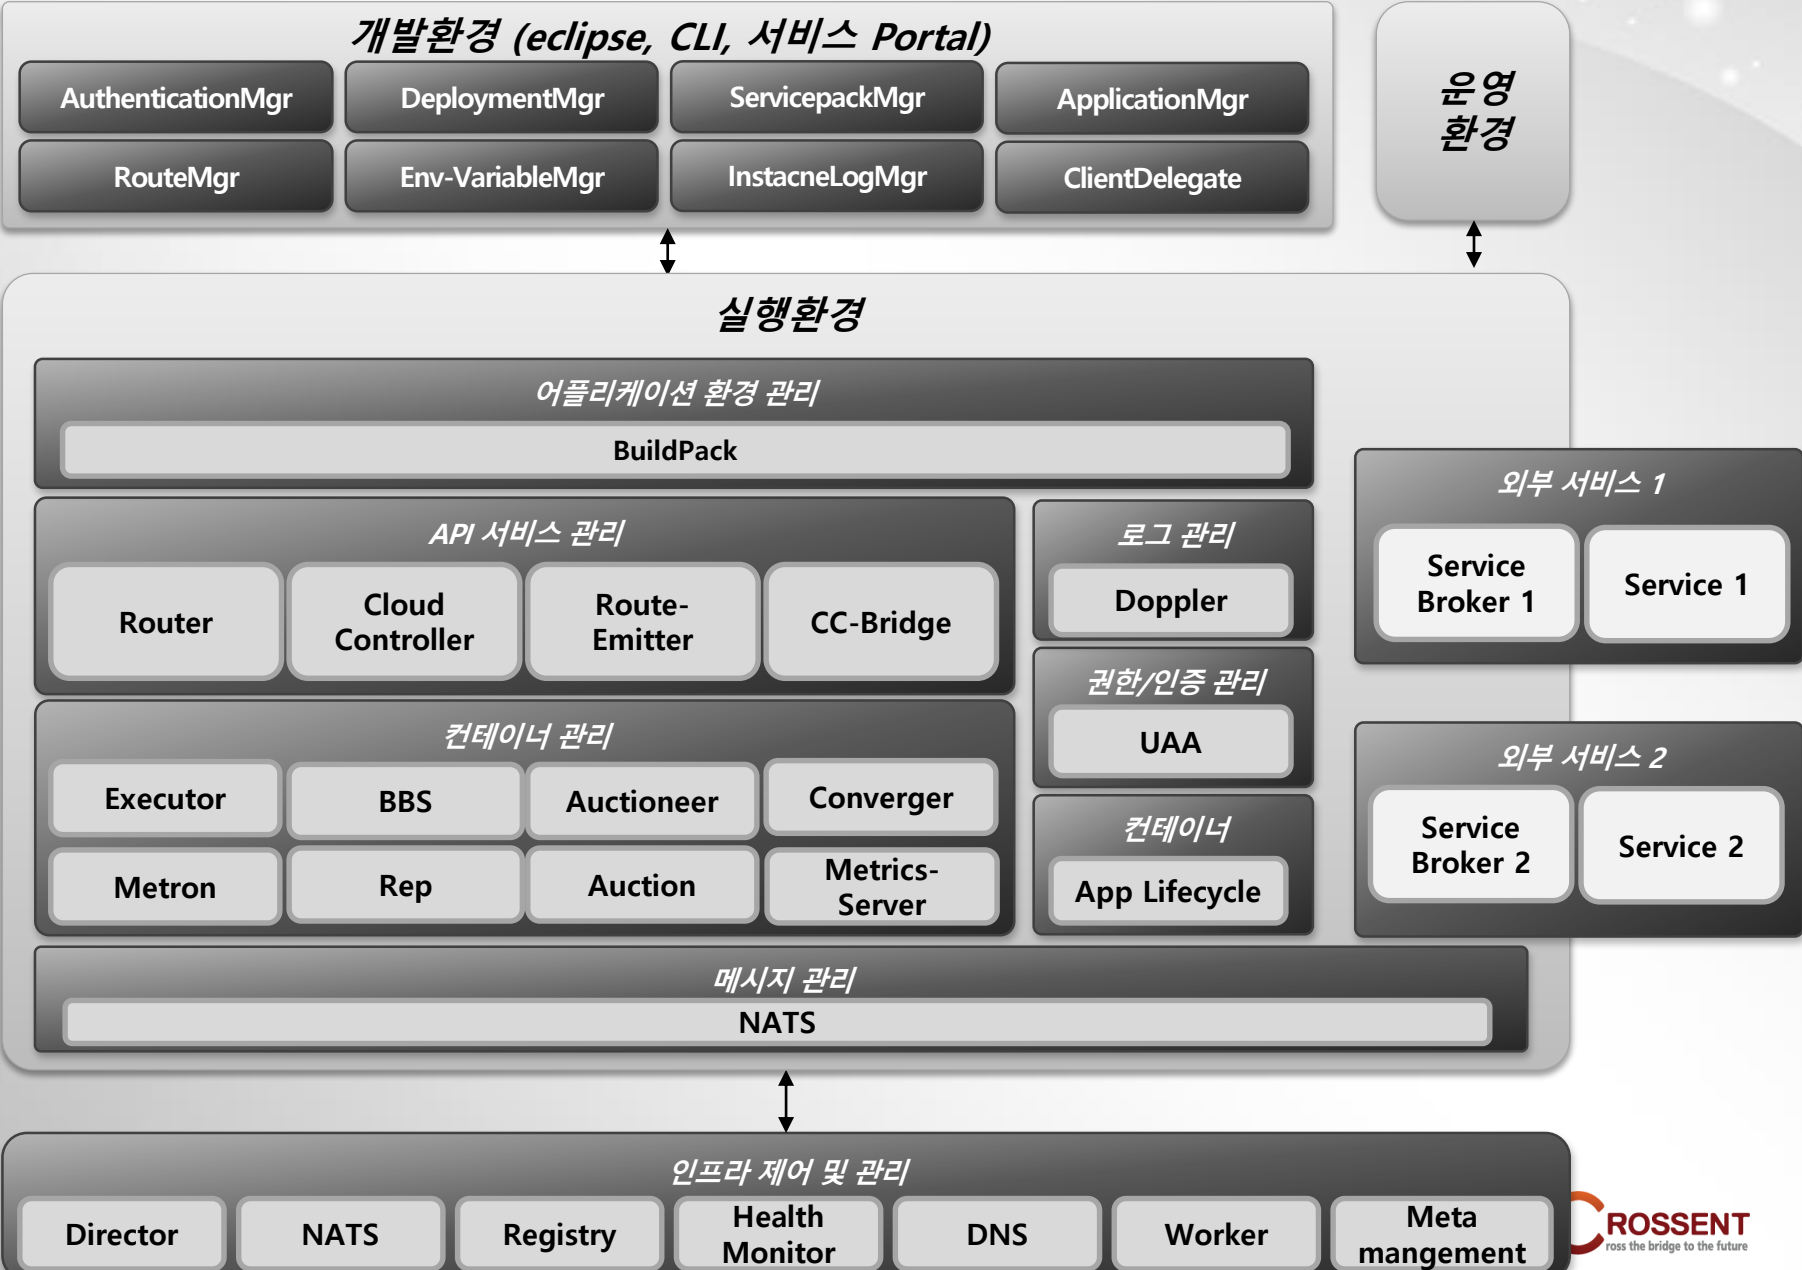 개발환경 (eclipse, CLI, 서비스 Portal)
AuthenticationMgr
DeploymentMgr
ServicepackMgr
ApplicationMgr
RouteMgr
Env-VariableMgr
InstacneLogMgr
ClientDelegate
운영
환경
실행환경
어플리케이션 환경 관리
BuildPack
API 서비스 관리
Router
Cloud
Controller
Route-
Emitter
CC-Bridge
로그 관리
Doppler
권한/인증 관리
UAA
컨테이너 관리
Executor
BBS
Auctioneer
Converger
Metron
Rep
Auction
Metrics-
Server
컨테이너
App Lifecycle
외부 서비스 1
Service
Broker 1
Service 1
외부 서비스 2
Service
Broker 2
Service 2
메시지 관리
NATS
인프라 제어 및 관리
Director
NATS
Registry
Health
Monitor
DNS
Worker
Meta
mangement
CROSSENT
ross the bridge to the future